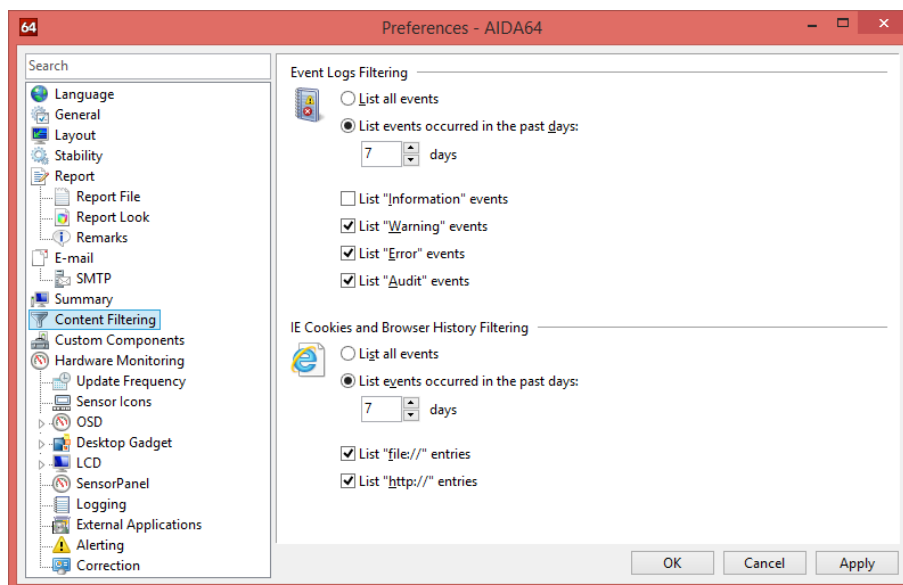 64
Preferences - AIDA64
Search
Language
General
Layout
Stability
Report
Report File
Report Look
Remarks
E-mail
SMTP
Summary
Content Filtering
Custom Components
Hardware Monitoring
Update Frequency
Sensor Icons
OSD
Desktop Gadget
LCD
SensorPanel
Logging
External Applications
Alerting
Correction
Event Logs Filtering
List all events
List events occurred in the past days:
7 days
List "Information" events
List "Warning" events
List "Error" events
List "Audit" events
IE Cookies and Browser History Filtering
List all events
List events occurred in the past days:
7 days
List "file://" entries
List "http://" entries
OK Cancel Apply